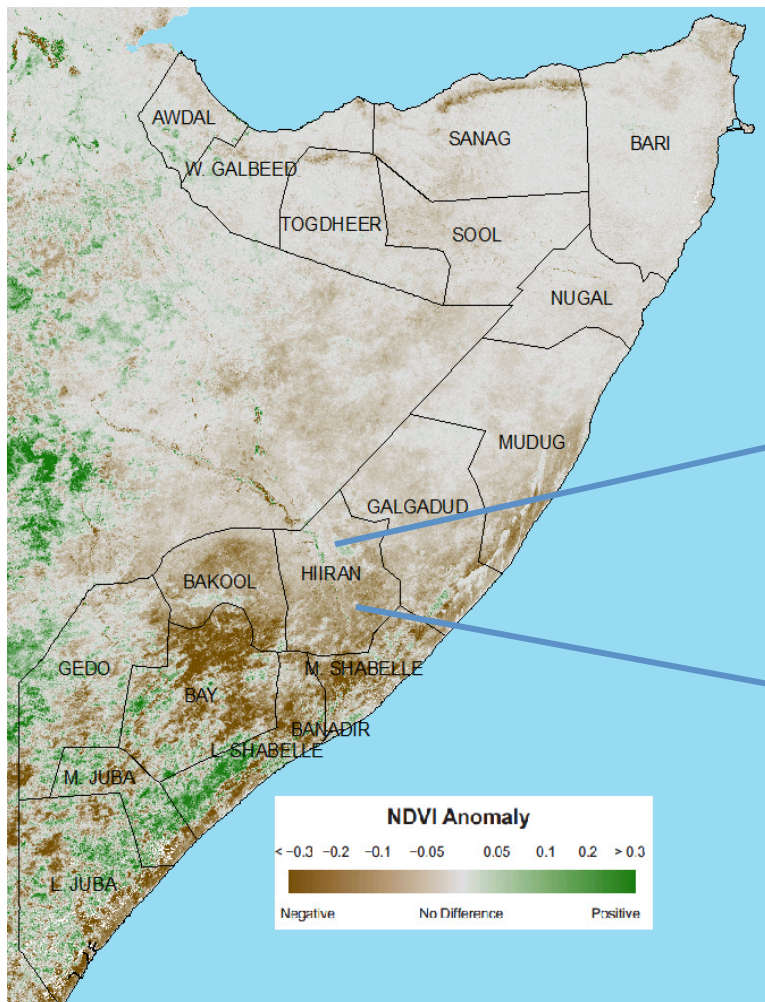 AWDAL
SANAG
BARI
W. GALBEED
TOGDHEER
SOOL
NUGAL
MUDUG
GALGADUD
HIIRAN
BAKOOL
GEDO
M. SHABELLE
BAY
BANADIR
L. SHABELLE
M. JUBA
L. JUBA
NDVI Anomaly
< −0.3 −0.2 −0.1 −0.05 0.05 0.1 0.2 > 0.3
Negative No Difference Positive